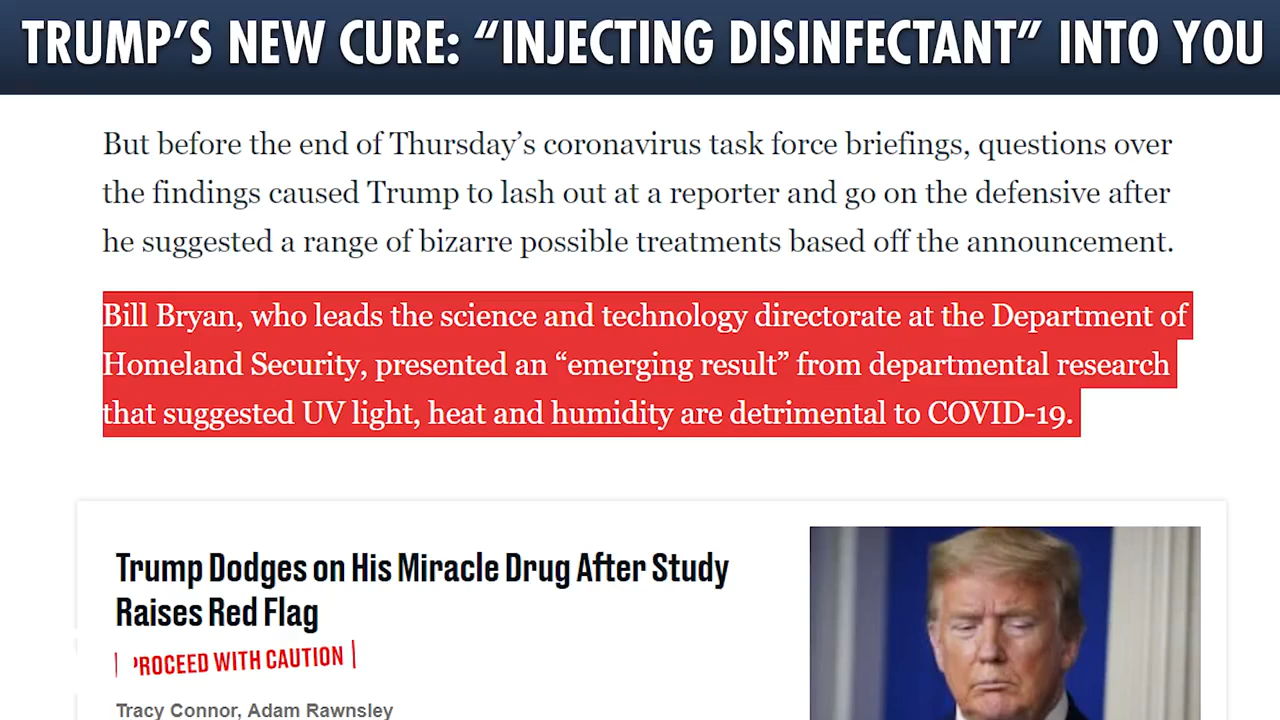 TRUMP'S NEW CURE: “INJECTING DISINFECTANT” INTO YOU
But before the end of Thursday’s coronavirus task force briefings, questions over
the findings caused Trump to lash out at a reporter and go on the defensive after
he suggested a range of bizarre possible treatments based off the announcement.
Bill Bryan, who leads the science and technology directorate at the Department of
Homeland Security, presented an “emerging result” from departmental research
that suggested UV light, heat and humidity are detrimental to COVID-19.
Trump Dodges on His Miracle Drug After Study
Raises Red Flag
PROCEED WITH CAUTION
Tracy Connor, Adam Rawnsley